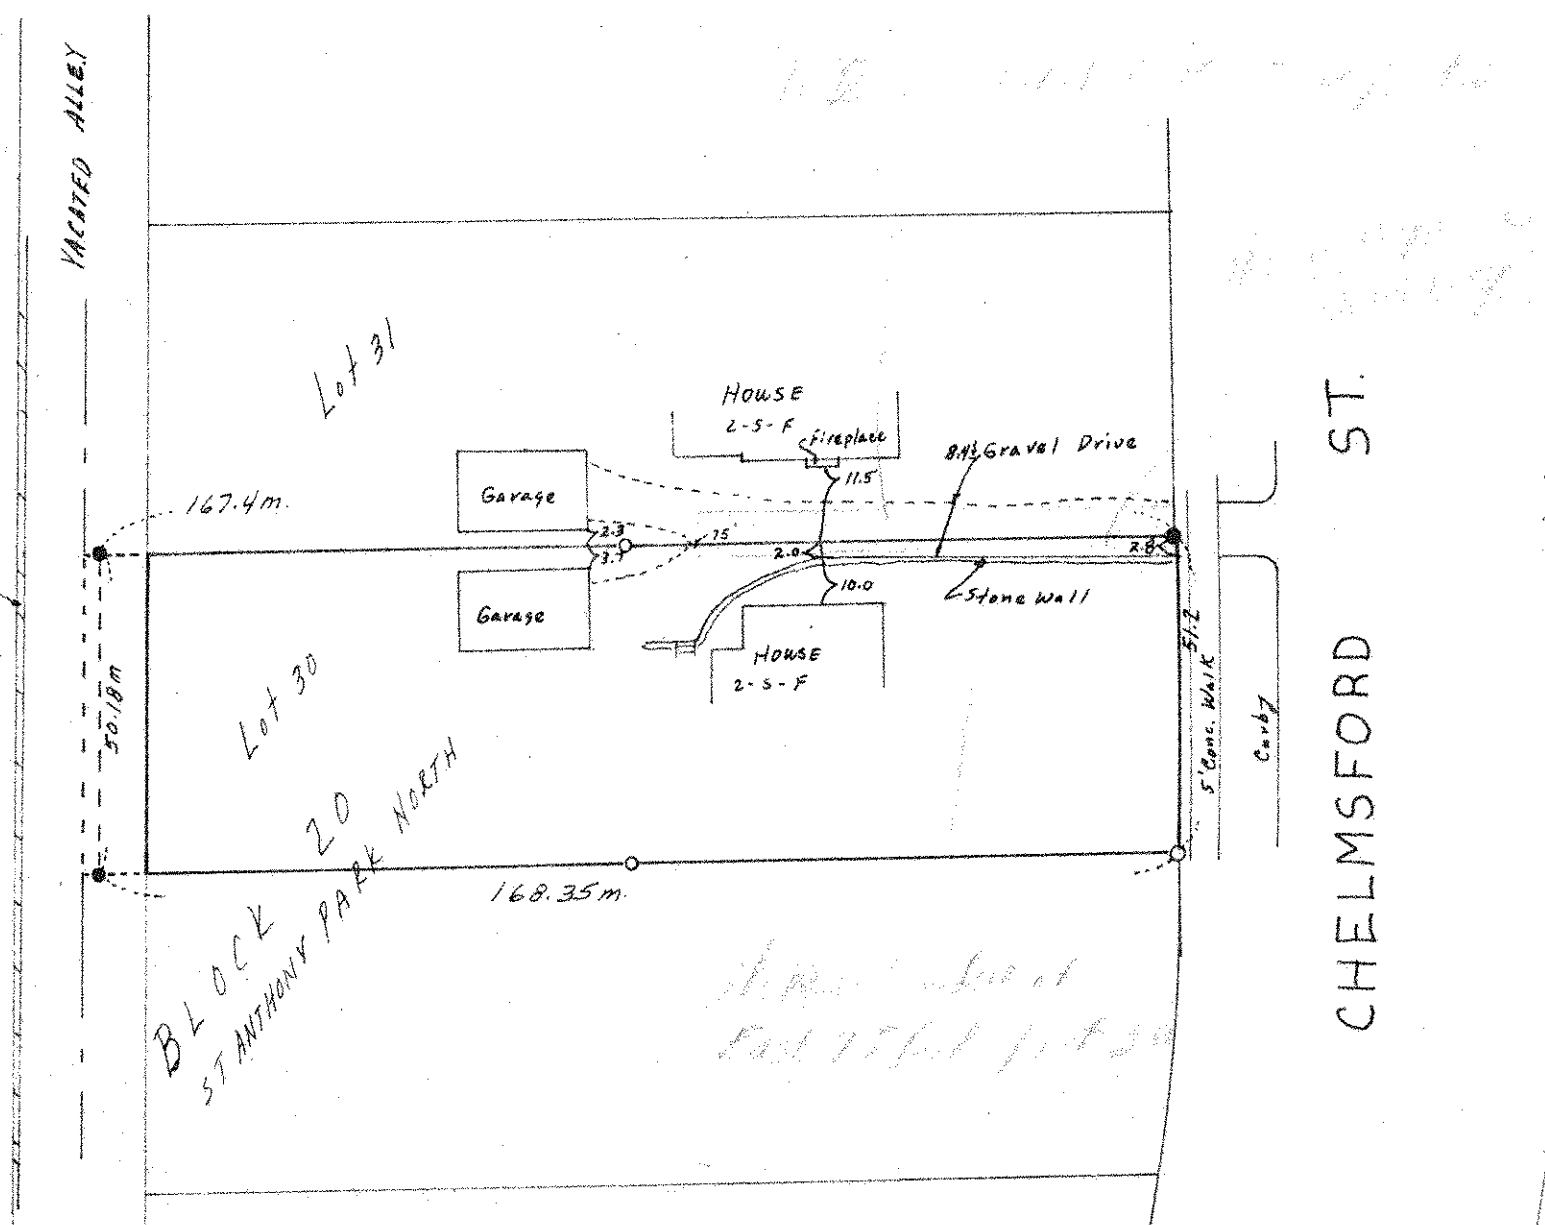 VACATED ALLEY
Lot 31
HOUSE
2-S-F
Fireplace
8.4± Gravel Drive
11.5
Garage
167.4m.
2.3
75'
3.7
2.0
2.8
10.0
Stone Wall
Garage
HOUSE
2-S-F
51.2
50.18m
Lot 30
5' Conc. Walk
Curb
CHELMSFORD ST.
168.35m.
BLOCK 20
ST ANTHONY PARK NORTH